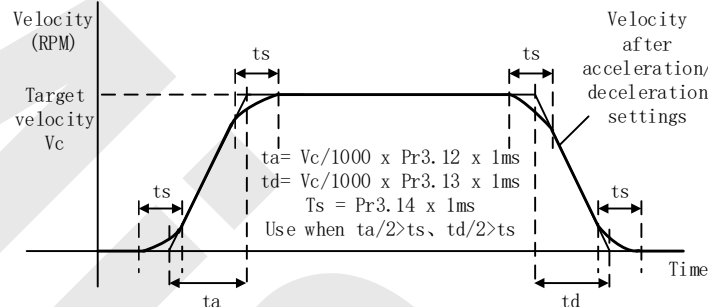 Velocity
(RPM)
Target
velocity
Vc
ts
ts
Velocity
after
acceleration/
deceleration
settings
ta= Vc/1000 x Pr3.12 x 1ms
td= Vc/1000 x Pr3.13 x 1ms
Ts = Pr3.14 x 1ms
Use when ta/2>ts、td/2>ts
ts
ts
Time
ta
td